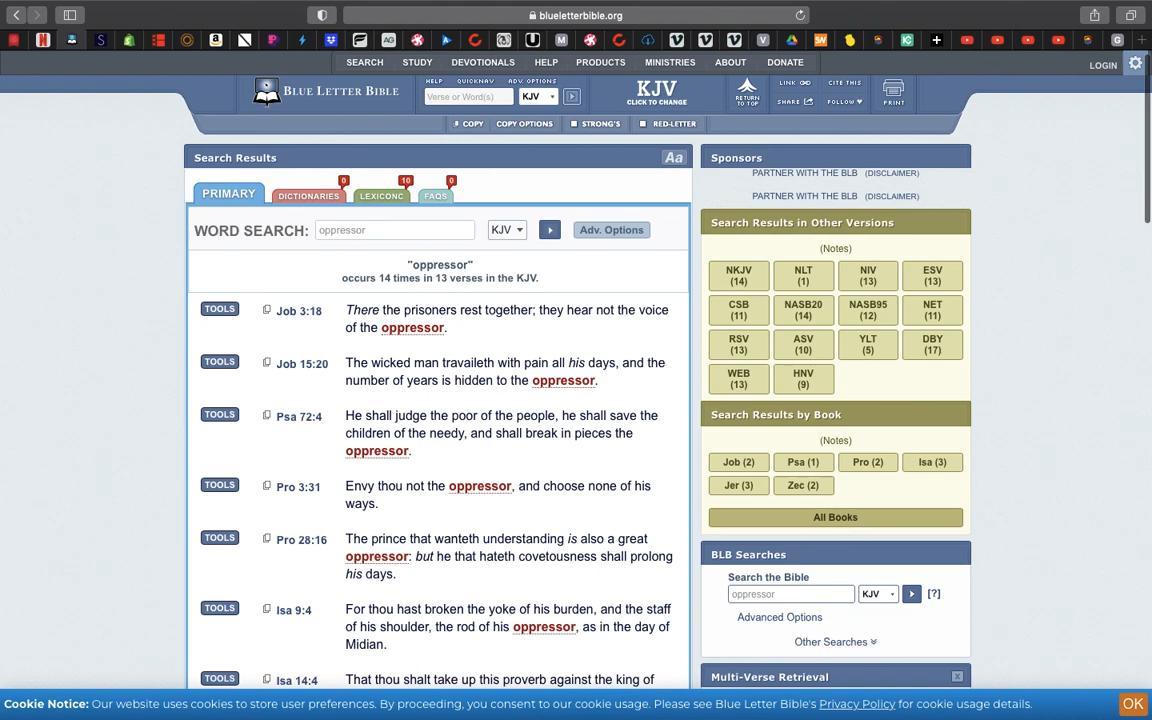 blueletterbible.org
SEARCH STUDY DEVOTIONALS HELP PRODUCTS MINISTRIES ABOUT DONATE
LOGIN
BLUE LETTER BIBLE
HELP QUICKNAV ADV. OPTIONS
Verse or Word(s) KJV
KJV
CLICK TO CHANGE
RETURN TO TOP
LINK CITE THIS
SHARE FOLLOW
PRINT
COPY COPY OPTIONS STRONG'S RED-LETTER
Search Results Aa
PRIMARY DICTIONARIES 0 LEXICONC 10 FAQS 0
WORD SEARCH: oppressor KJV Adv. Options
"oppressor"
occurs 14 times in 13 verses in the KJV.
TOOLS Job 3:18 There the prisoners rest together; they hear not the voice
of the oppressor.
TOOLS Job 15:20 The wicked man travaileth with pain all his days, and the
number of years is hidden to the oppressor.
TOOLS Psa 72:4 He shall judge the poor of the people, he shall save the
children of the needy, and shall break in pieces the
oppressor.
TOOLS Pro 3:31 Envy thou not the oppressor, and choose none of his
ways.
TOOLS Pro 28:16 The prince that wanteth understanding is also a great
oppressor: but he that hateth covetousness shall prolong
his days.
TOOLS Isa 9:4 For thou hast broken the yoke of his burden, and the staff
of his shoulder, the rod of his oppressor, as in the day of
Midian.
TOOLS Isa 14:4 That thou shalt take up this proverb against the king of
Sponsors
PARTNER WITH THE BLB (DISCLAIMER)
PARTNER WITH THE BLB (DISCLAIMER)
Search Results in Other Versions
(Notes)
NKJV NLT NIV ESV
(14) (1) (13) (13)
CSB NASB20 NASB95 NET
(11) (14) (12) (11)
RSV ASV YLT DBY
(13) (10) (5) (17)
WEB HNV
(13) (9)
Search Results by Book
(Notes)
Job (2) Psa (1) Pro (2) Isa (3)
Jer (3) Zec (2)
All Books
BLB Searches
Search the Bible
oppressor KJV [?]
Advanced Options
Other Searches
Multi-Verse Retrieval x
Cookie Notice: Our website uses cookies to store user preferences. By proceeding, you consent to our cookie usage. Please see Blue Letter Bible's Privacy Policy for cookie usage details. OK